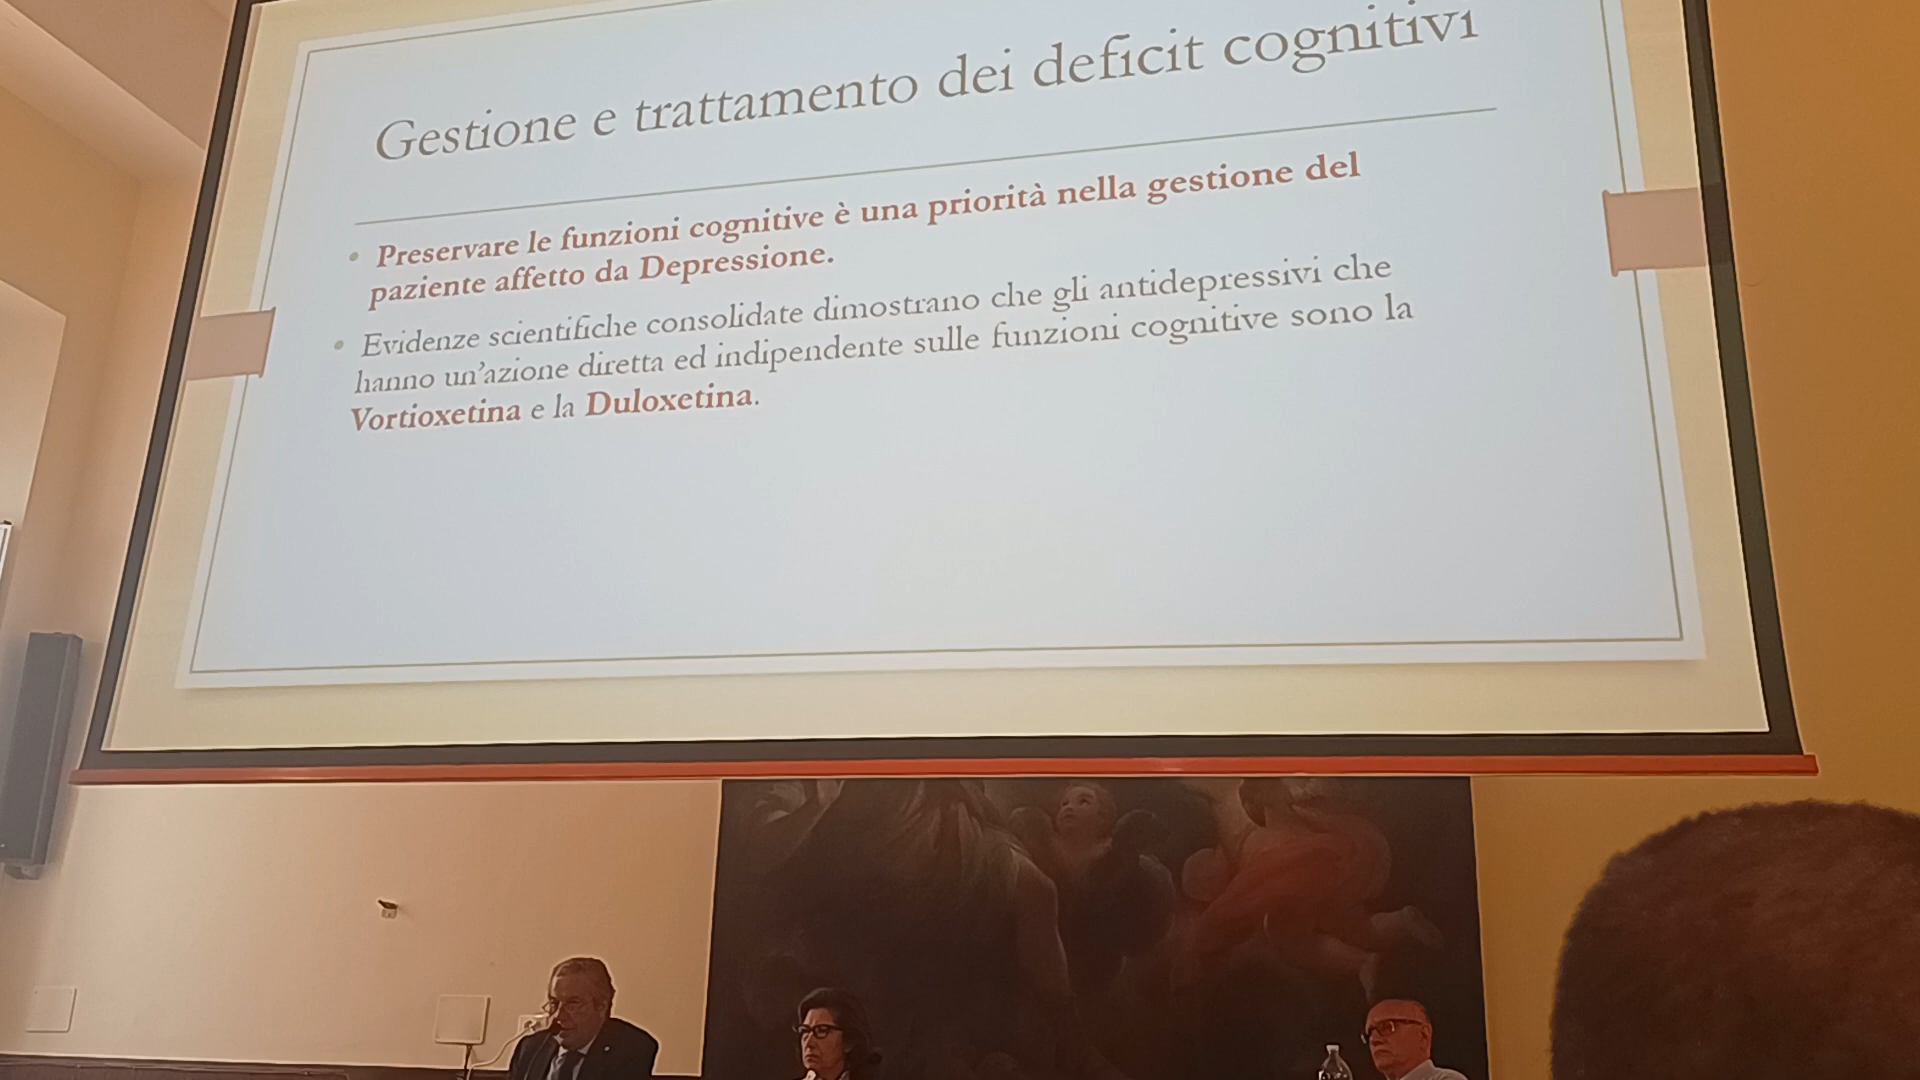 Gestione e trattamento dei deficit cognitivi
• Preservare le funzioni cognitive è una priorità nella gestione del
paziente affetto da Depressione.
• Evidenze scientifiche consolidate dimostrano che gli antidepressivi che
hanno un'azione diretta ed indipendente sulle funzioni cognitive sono la
Vortioxetina e la Duloxetina.